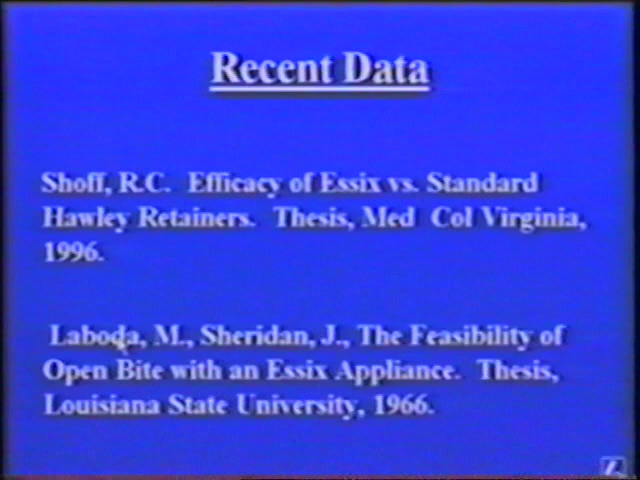 Recent Data
Shoff, R.C. Efficacy of Essix vs. Standard
Hawley Retainers. Thesis, Med Col Virginia,
1996.
Laboda, M., Sheridan, J., The Feasibility of
Open Bite with an Essix Appliance. Thesis,
Louisiana State University, 1966.